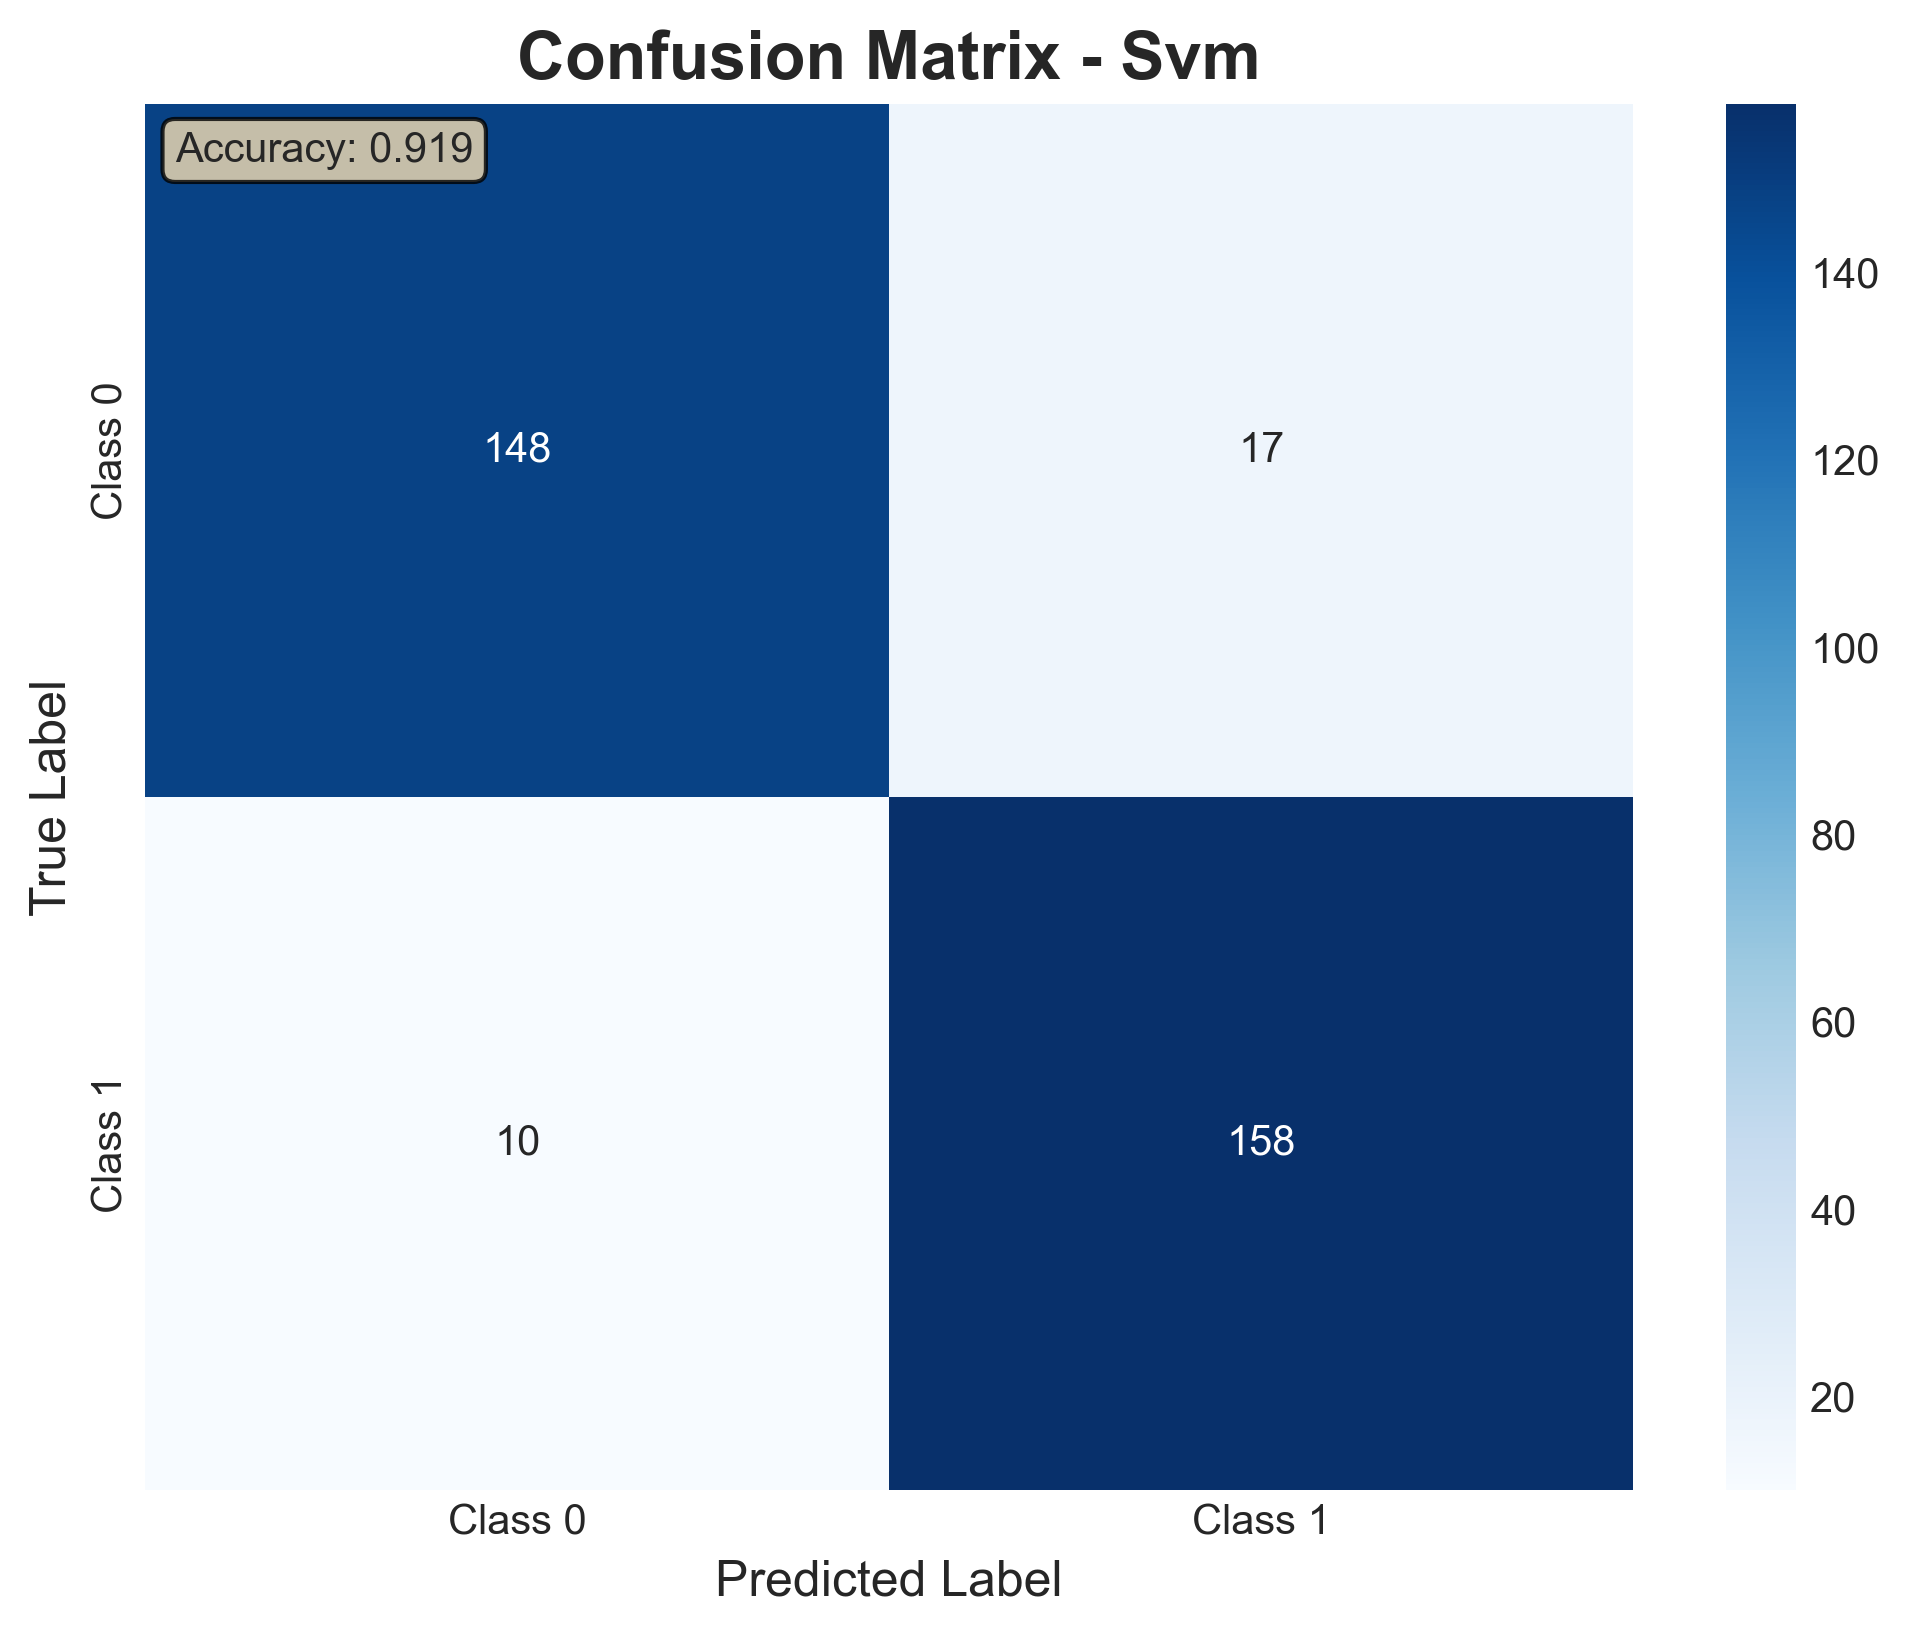 Confusion Matrix - Svm
Accuracy: 0.919
True Label
Class 0
Class 1
148
17
10
158
Class 0
Class 1
Predicted Label
140
120
100
80
60
40
20